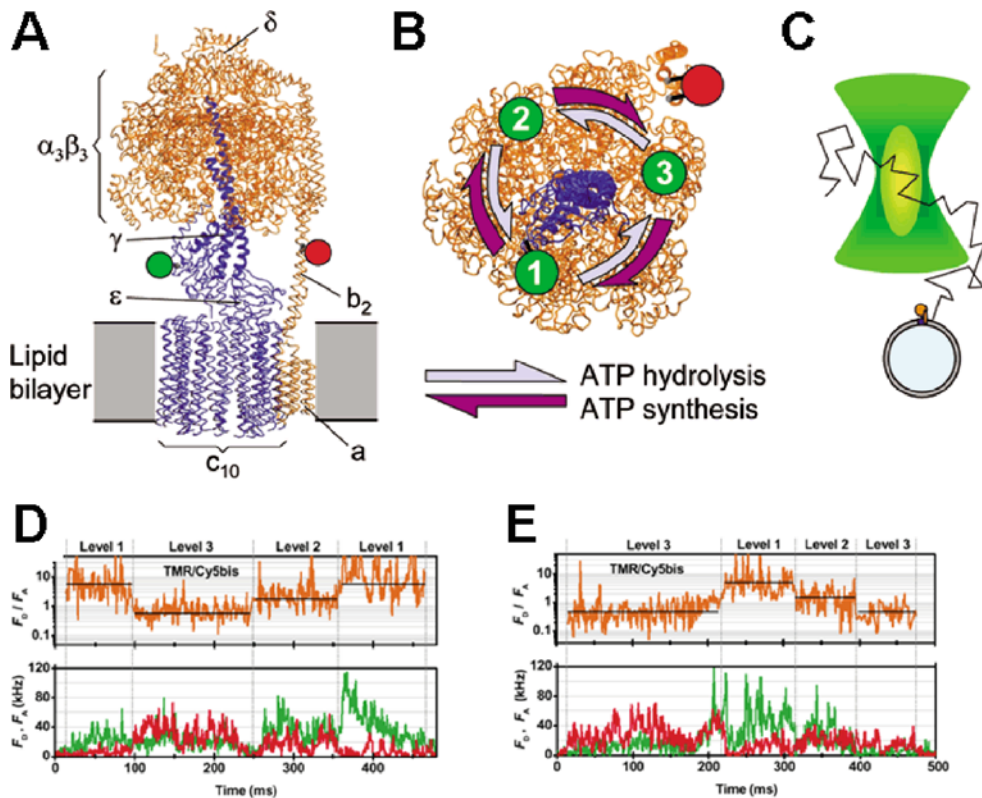 A
δ
α3β3
γ
ε
b2
Lipid
bilayer
a
c10
B
2
3
1
ATP hydrolysis
ATP synthesis
C
D
Level 1 Level 3 Level 2 Level 1
TMR/Cy5bis
FD / FA
10
1
0.1
FD, FA (kHz)
120
80
40
0
0 100 200 300 400
Time (ms)
E
Level 3 Level 1 Level 2 Level 3
TMR/Cy5bis
FD / FA
10
1
0.1
FD, FA (kHz)
120
80
40
0
0 100 200 300 400 500
Time (ms)